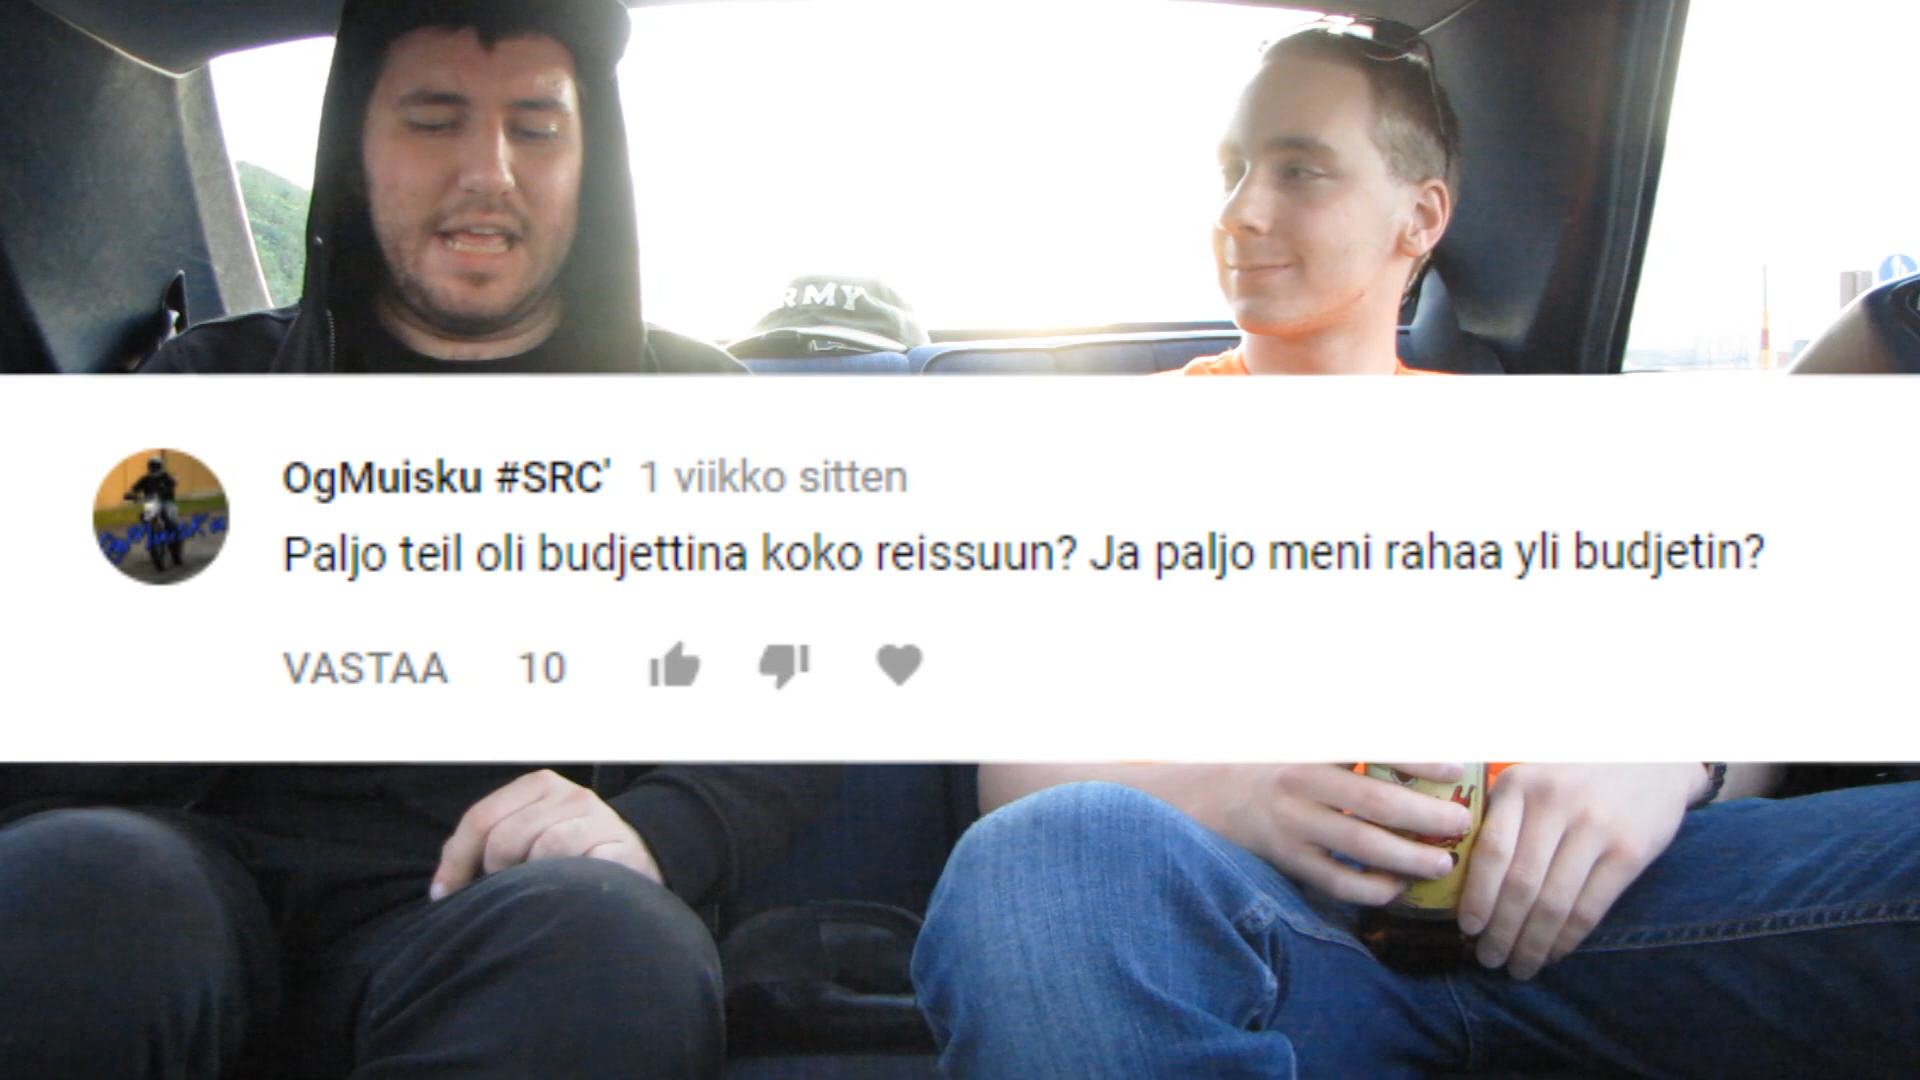 RMY
OgMuisku #SRC' 1 viikko sitten
Paljo teil oli budjettina koko reissuun? Ja paljo meni rahaa yli budjetin?
VASTAA 10